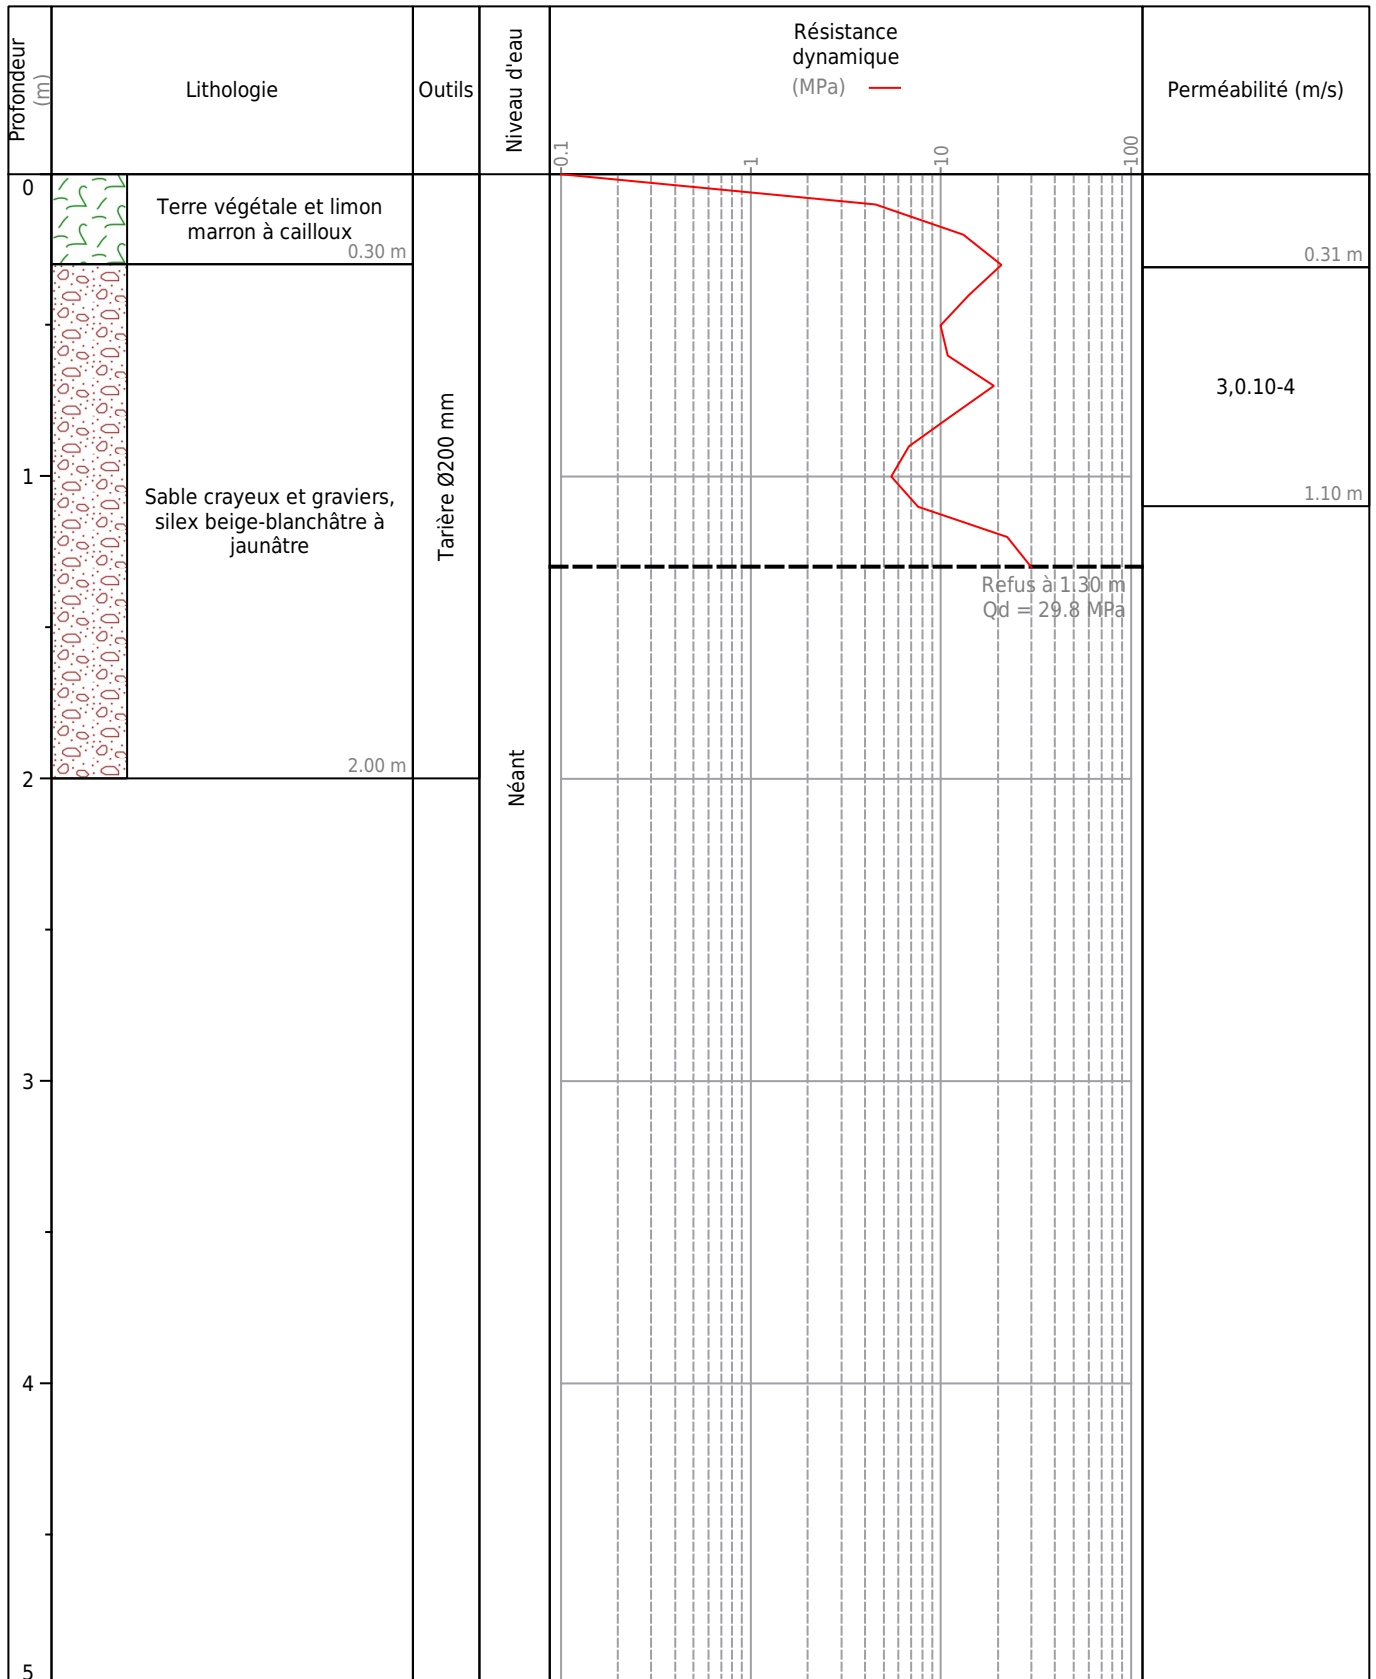 Profondeur
(m)
Lithologie
Outils
Niveau d'eau
Résistance
dynamique
(MPa)
Perméabilité (m/s)
0.1
1
10
100
0
Terre végétale et limon
marron à cailloux
0.30 m
0.31 m
3,0.10-4
1
Sable crayeux et graviers,
silex beige-blanchâtre à
jaunâtre
Tarière Ø200 mm
1.10 m
Refus à 1.30 m
Qd = 29.8 MPa
2.00 m
2
Néant
3
4
5